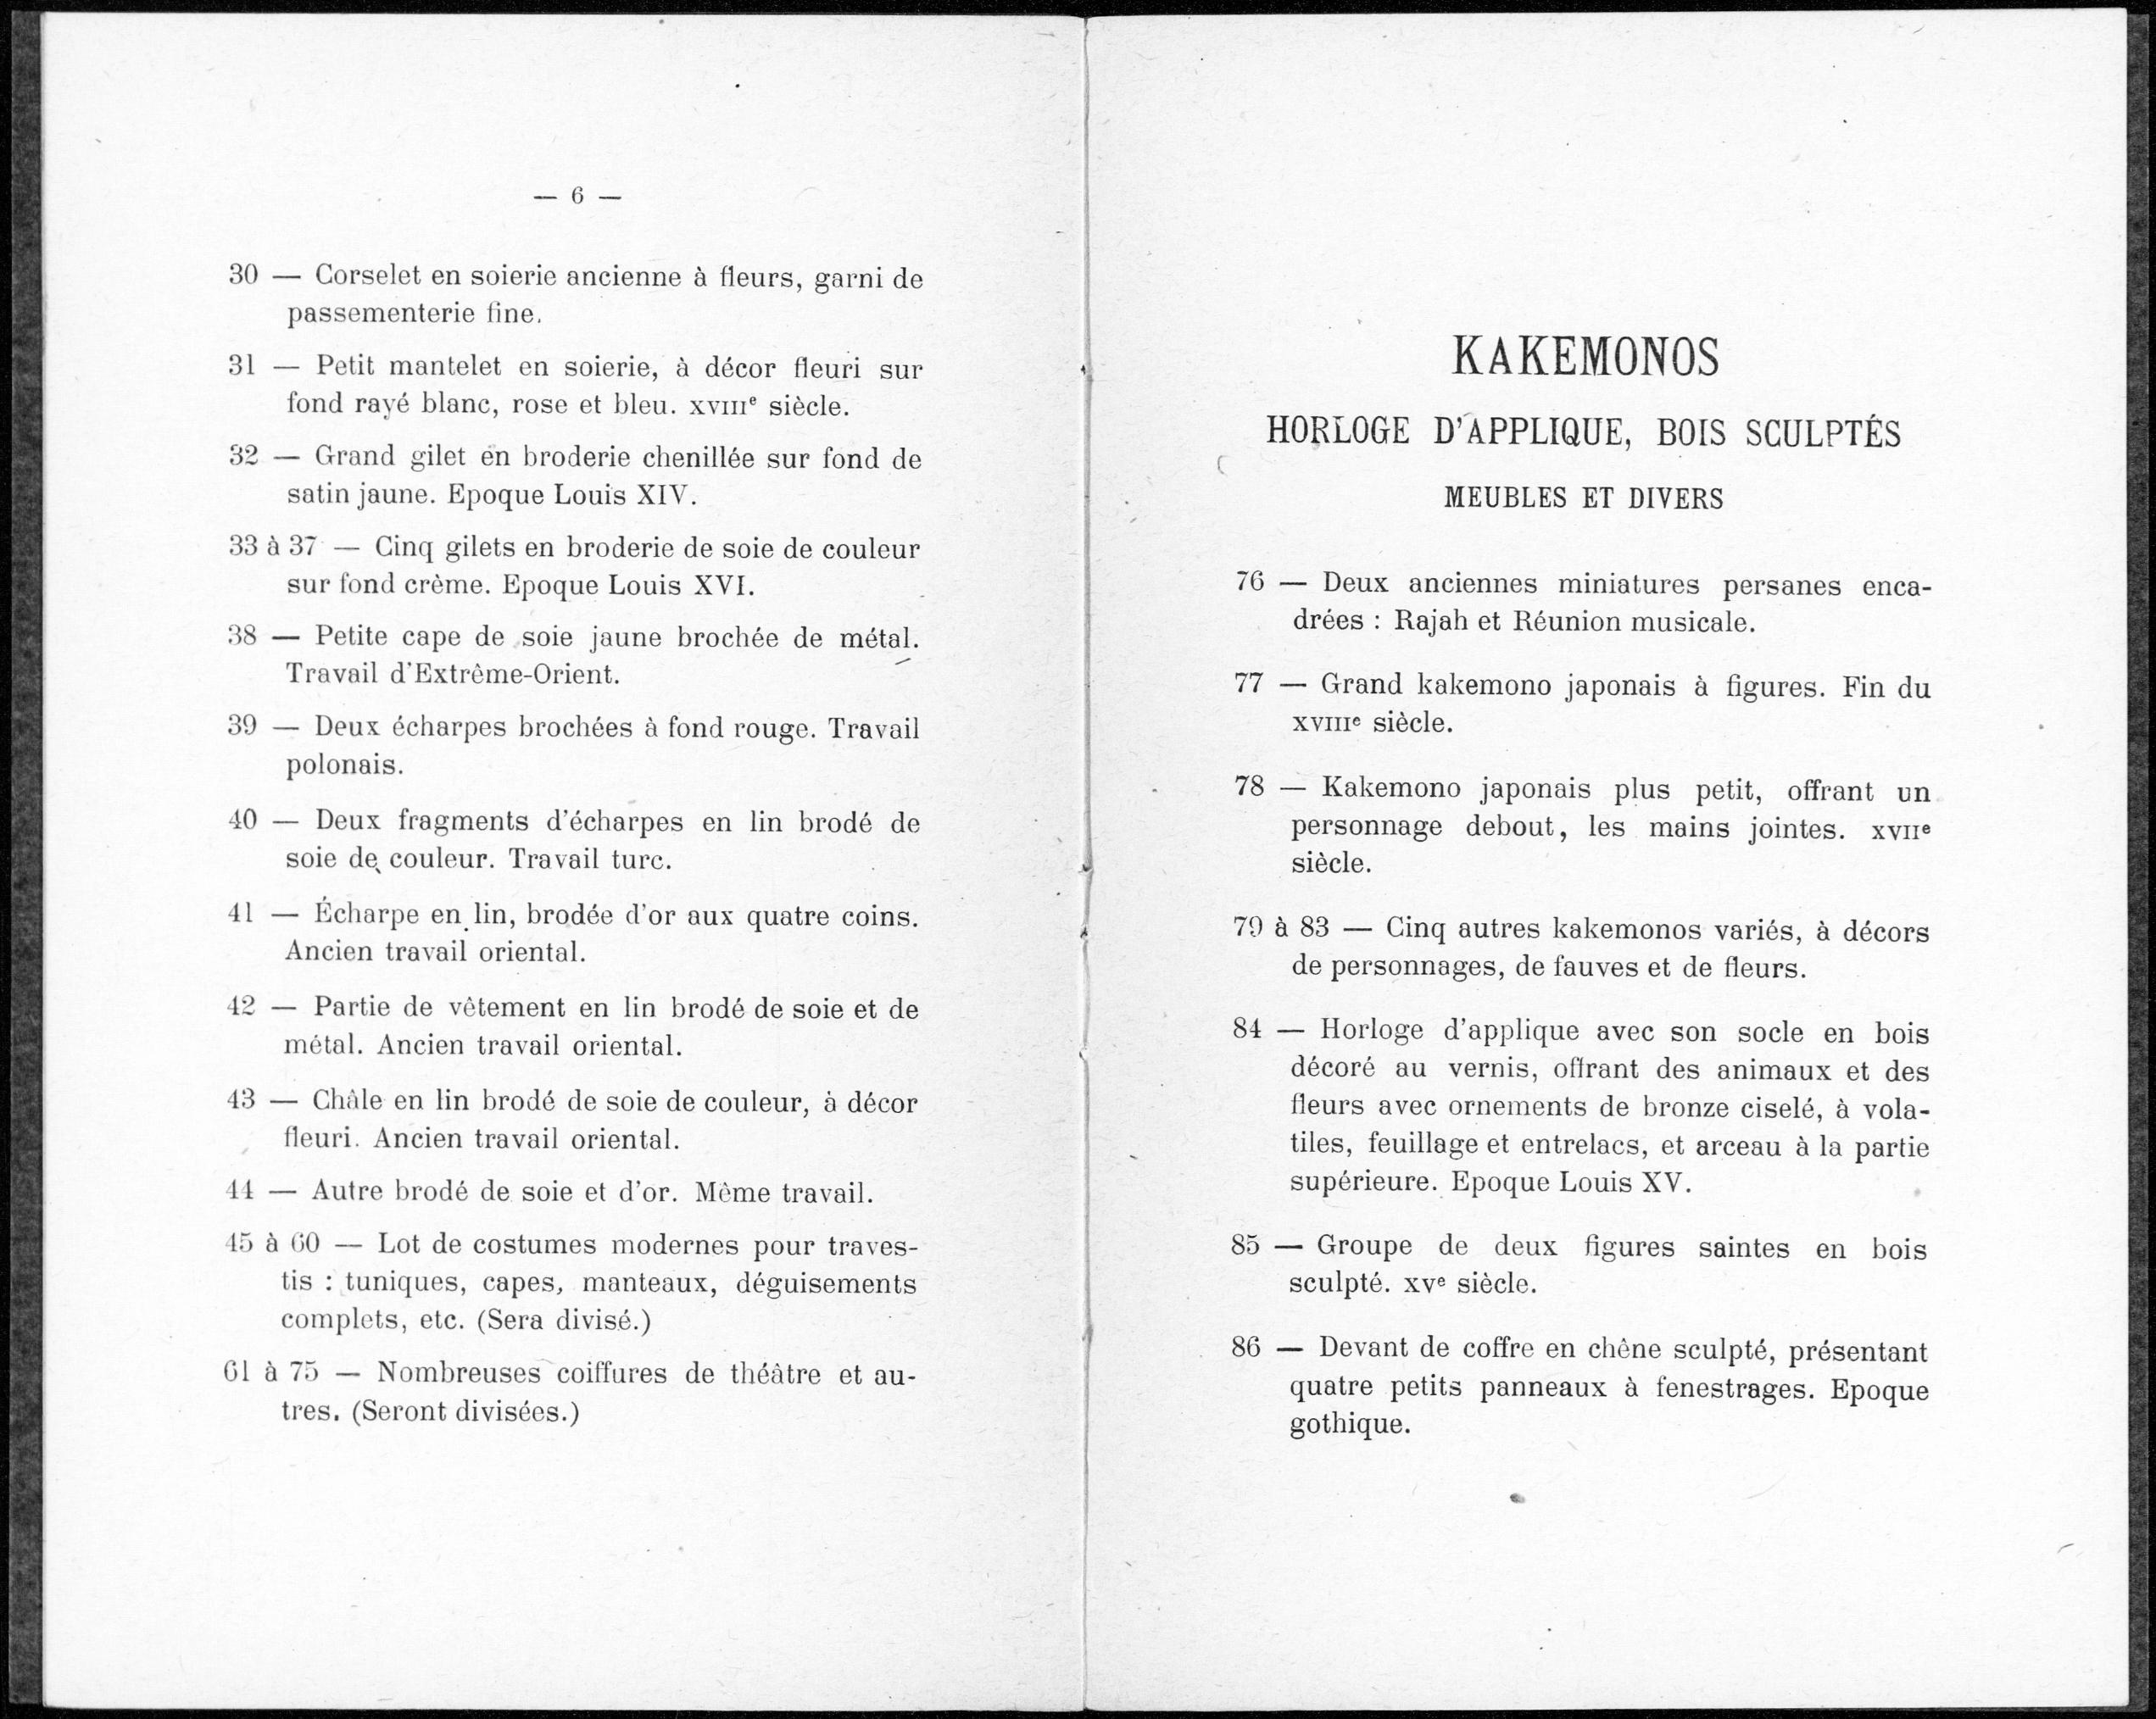 — 6 —
30 — Corselet en soierie ancienne à fleurs, garni de
passementerie fine.
31 — Petit mantelet en soierie, à décor fleuri sur
fond rayé blanc, rose et bleu. XVIIIe siècle.
32 — Grand gilet en broderie chenillée sur fond de
satin jaune. Epoque Louis XIV.
33 à 37 — Cinq gilets en broderie de soie de couleur
sur fond crème. Epoque Louis XVI.
38 — Petite cape de soie jaune brochée de métal.
Travail d'Extrême-Orient.
39 — Deux écharpes brochées à fond rouge. Travail
polonais.
40 — Deux fragments d'écharpes en lin brodé de
soie de couleur. Travail turc.
41 — Écharpe en lin, brodée d'or aux quatre coins.
Ancien travail oriental.
42 — Partie de vêtement en lin brodé de soie et de
métal. Ancien travail oriental.
43 — Châle en lin brodé de soie de couleur, à décor
fleuri. Ancien travail oriental.
44 — Autre brodé de soie et d'or. Même travail.
45 à 60 — Lot de costumes modernes pour traves-
tis : tuniques, capes, manteaux, déguisements
complets, etc. (Sera divisé.)
61 à 75 — Nombreuses coiffures de théâtre et au-
tres. (Seront divisées.)
KAKEMONOS
HORLOGE D'APPLIQUE, BOIS SCULPTÉS
MEUBLES ET DIVERS
76 — Deux anciennes miniatures persanes enca-
drées : Rajah et Réunion musicale.
77 — Grand kakemono japonais à figures. Fin du
XVIIIe siècle.
78 — Kakemono japonais plus petit, offrant un
personnage debout, les mains jointes. XVIIe
siècle.
79 à 83 — Cinq autres kakemonos variés, à décors
de personnages, de fauves et de fleurs.
84 — Horloge d'applique avec son socle en bois
décoré au vernis, offrant des animaux et des
fleurs avec ornements de bronze ciselé, à vola-
tiles, feuillage et entrelacs, et arceau à la partie
supérieure. Epoque Louis XV.
85 — Groupe de deux figures saintes en bois
sculpté. XVe siècle.
86 — Devant de coffre en chêne sculpté, présentant
quatre petits panneaux à fenestrages. Epoque
gothique.